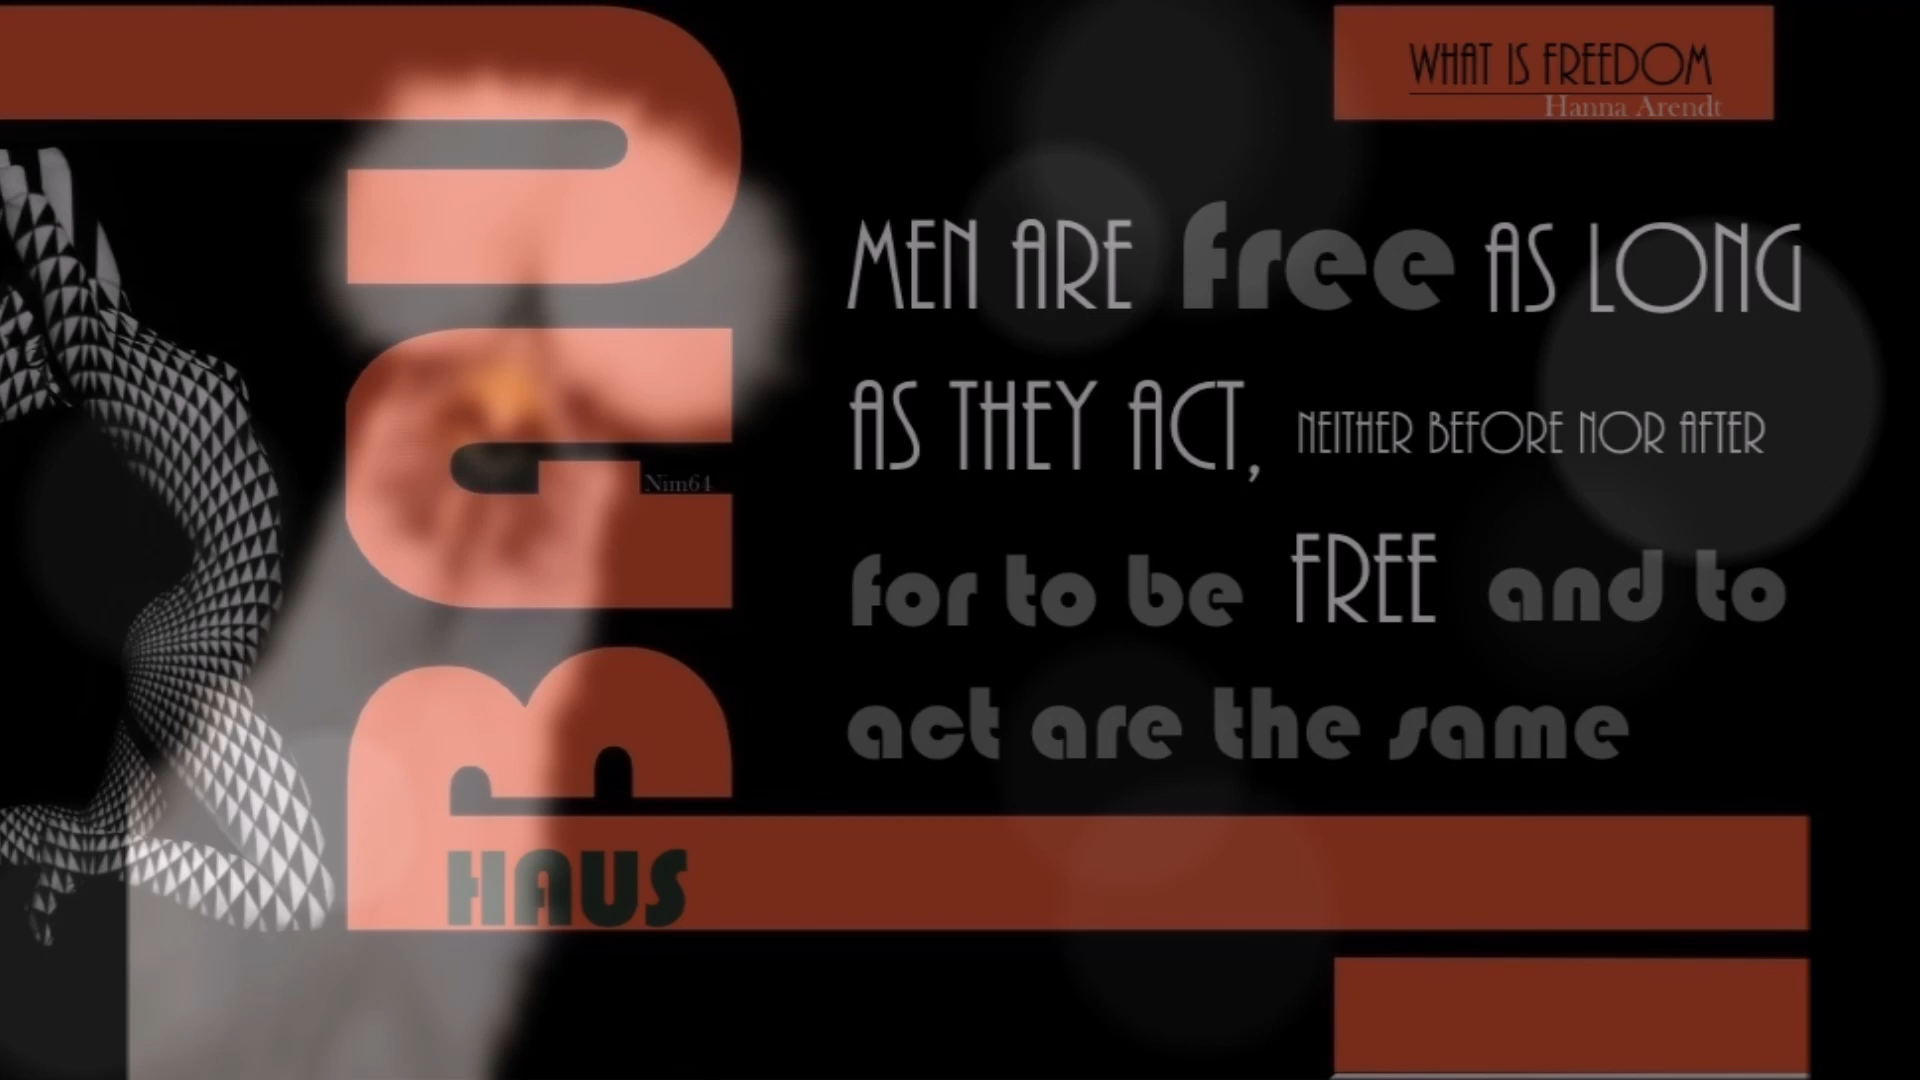 WHAT IS FREEDOM
Hanna Arendt
MEN ARE free AS LONG
AS THEY ACT, NEITHER BEFORE NOR AFTER
for to be FREE and to
act are the same
BAU
Nim64
HAUS